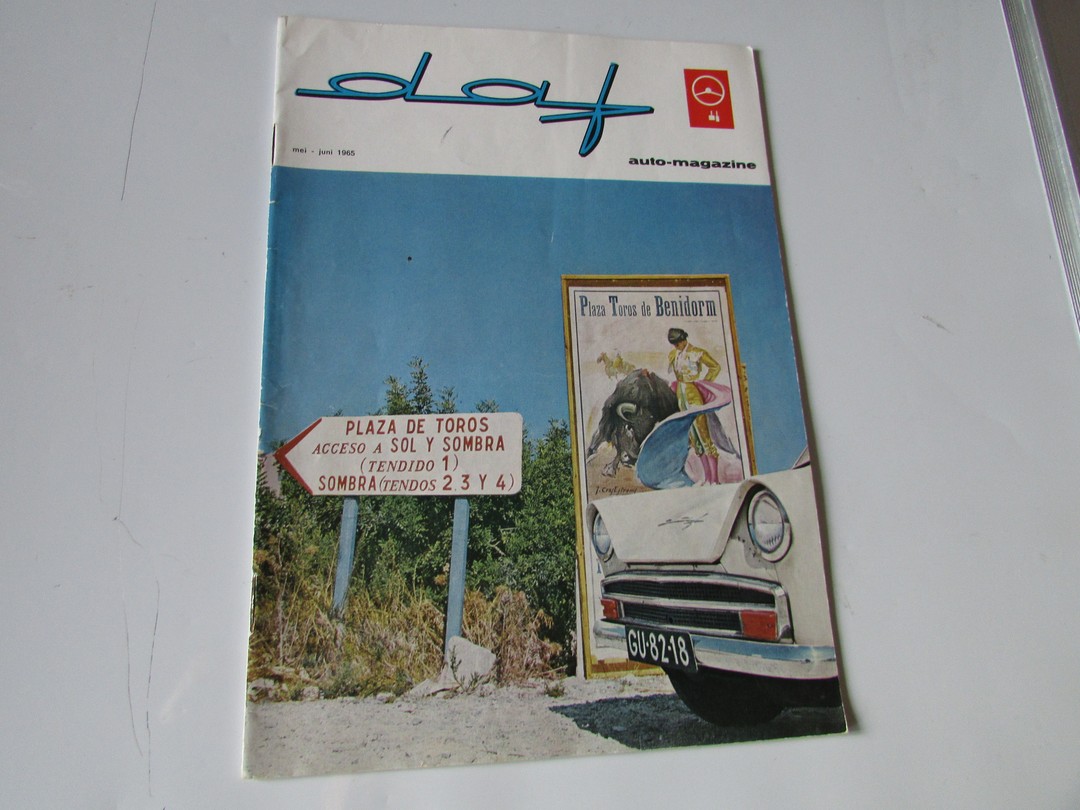 daf
mei - juni 1965
auto-magazine
Plaza Toros de Benidorm
PLAZA DE TOROS
ACCESO A SOL Y SOMBRA
(TENDIDO 1)
SOMBRA (TENDOS 2.3 Y 4)
daf
GU-82-18